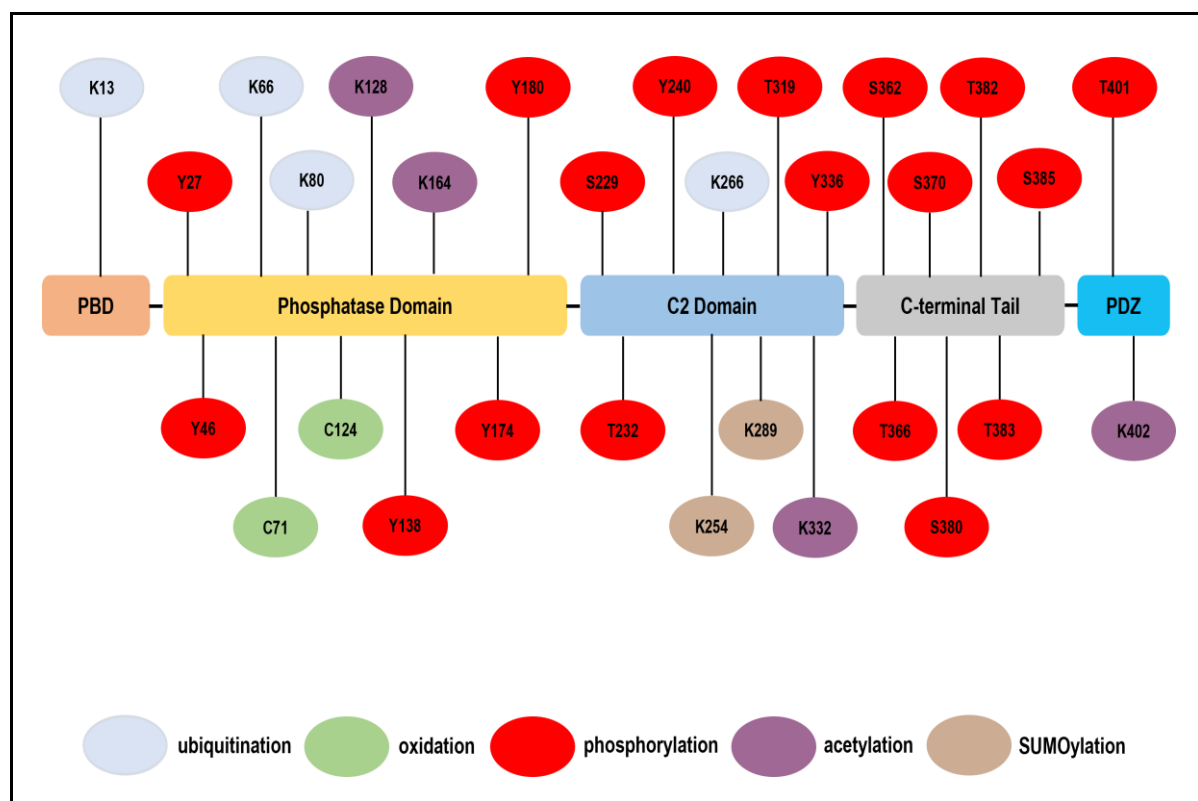 K13
K66
K128
Y180
Y240
T319
S362
T382
T401
Y27
K80
K164
S229
K266
Y336
S370
S385
PBD
Phosphatase Domain
C2 Domain
C-terminal Tail
PDZ
Y46
C124
Y174
T232
K289
T366
T383
K402
C71
Y138
K254
K332
S380
ubiquitination
oxidation
phosphorylation
acetylation
SUMOylation